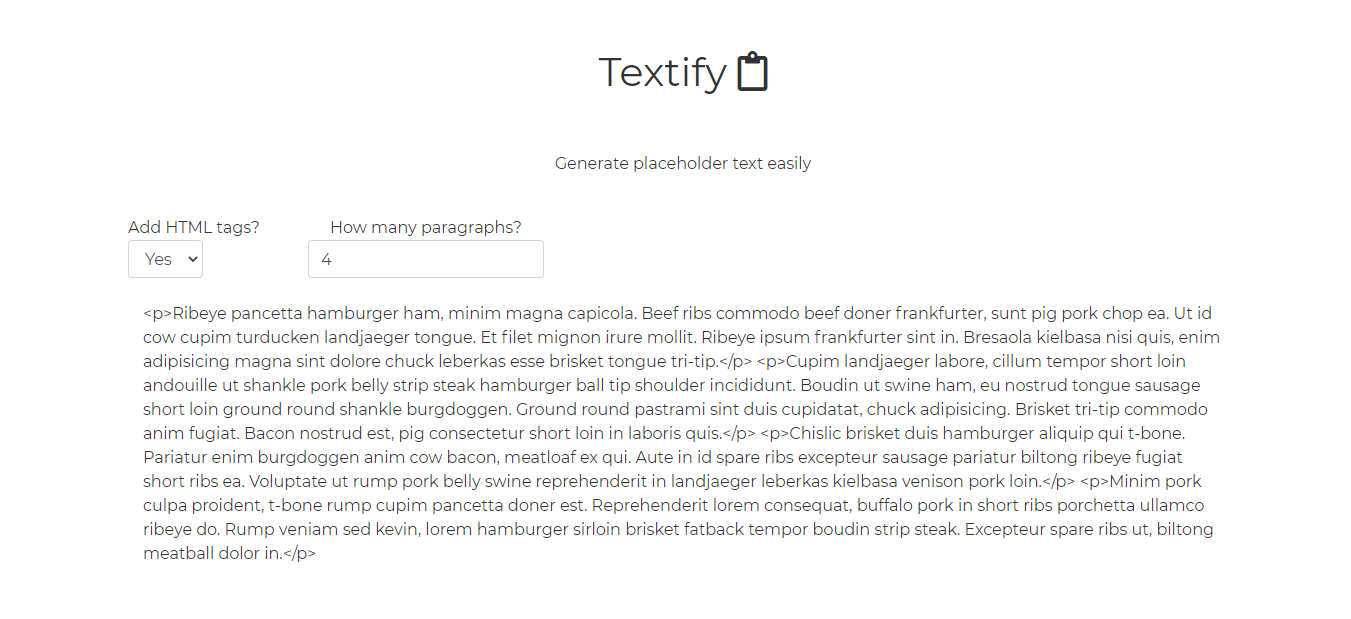 Textify
Generate placeholder text easily
Add HTML tags? How many paragraphs?
Yes 4
<p>Ribeye pancetta hamburger ham, minim magna capicola. Beef ribs commodo beef doner frankfurter, sunt pig pork chop ea. Ut id
cow cupim turducken landjaeger tongue. Et filet mignon irure mollit. Ribeye ipsum frankfurter sint in. Bresaola kielbasa nisi quis, enim
adipisicing magna sint dolore chuck leberkas esse brisket tongue tri-tip.</p> <p>Cupim landjaeger labore, cillum tempor short loin
andouille ut shankle pork belly strip steak hamburger ball tip shoulder incididunt. Boudin ut swine ham, eu nostrud tongue sausage
short loin ground round shankle burgdoggen. Ground round pastrami sint duis cupidatat, chuck adipisicing. Brisket tri-tip commodo
anim fugiat. Bacon nostrud est, pig consectetur short loin in laboris quis.</p> <p>Chislic brisket duis hamburger aliquip qui t-bone.
Pariatur enim burgdoggen anim cow bacon, meatloaf ex qui. Aute in id spare ribs excepteur sausage pariatur biltong ribeye fugiat
short ribs ea. Voluptate ut rump pork belly swine reprehenderit in landjaeger leberkas kielbasa venison pork loin.</p> <p>Minim pork
culpa proident, t-bone rump cupim pancetta doner est. Reprehenderit lorem consequat, buffalo pork in short ribs porchetta ullamco
ribeye do. Rump veniam sed kevin, lorem hamburger sirloin brisket fatback tempor boudin strip steak. Excepteur spare ribs ut, biltong
meatball dolor in.</p>